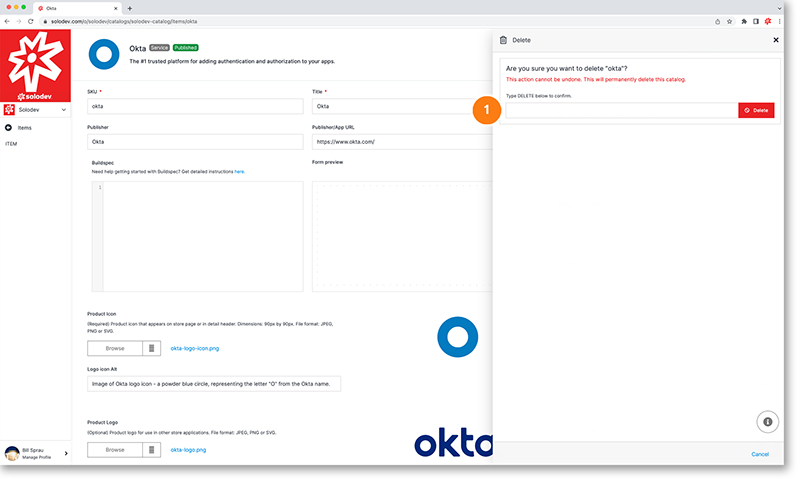 Okta
solodev.com/o/solodev/catalogs/solodev-catalog/items/okta
solodev
Solodev
Items
ITEM
Bill Sprau
Manage Profile
Okta Service Published
The #1 trusted platform for adding authentication and authorization to your apps.
SKU *
okta
Title *
Okta
Publisher
Okta
Publisher/App URL
https://www.okta.com/
Buildspec
Need help getting started with Buildspec? Get detailed instructions here.
1
Form preview
Product Icon
(Required) Product icon that appears on store page or in detail header. Dimensions: 90px by 90px. File format: JPEG,
PNG or SVG.
Browse
okta-logo-icon.png
Logo icon Alt
Image of Okta logo icon - a powder blue circle, representing the letter "O" from the Okta name.
Product Logo
(Optional) Product logo for use in other store applications. File format: JPEG, PNG or SVG.
Browse
okta-logo.png
okta
Delete
Are you sure you want to delete "okta"?
This action cannot be undone. This will permanently delete this catalog.
Type DELETE below to confirm.
1
Delete
Cancel